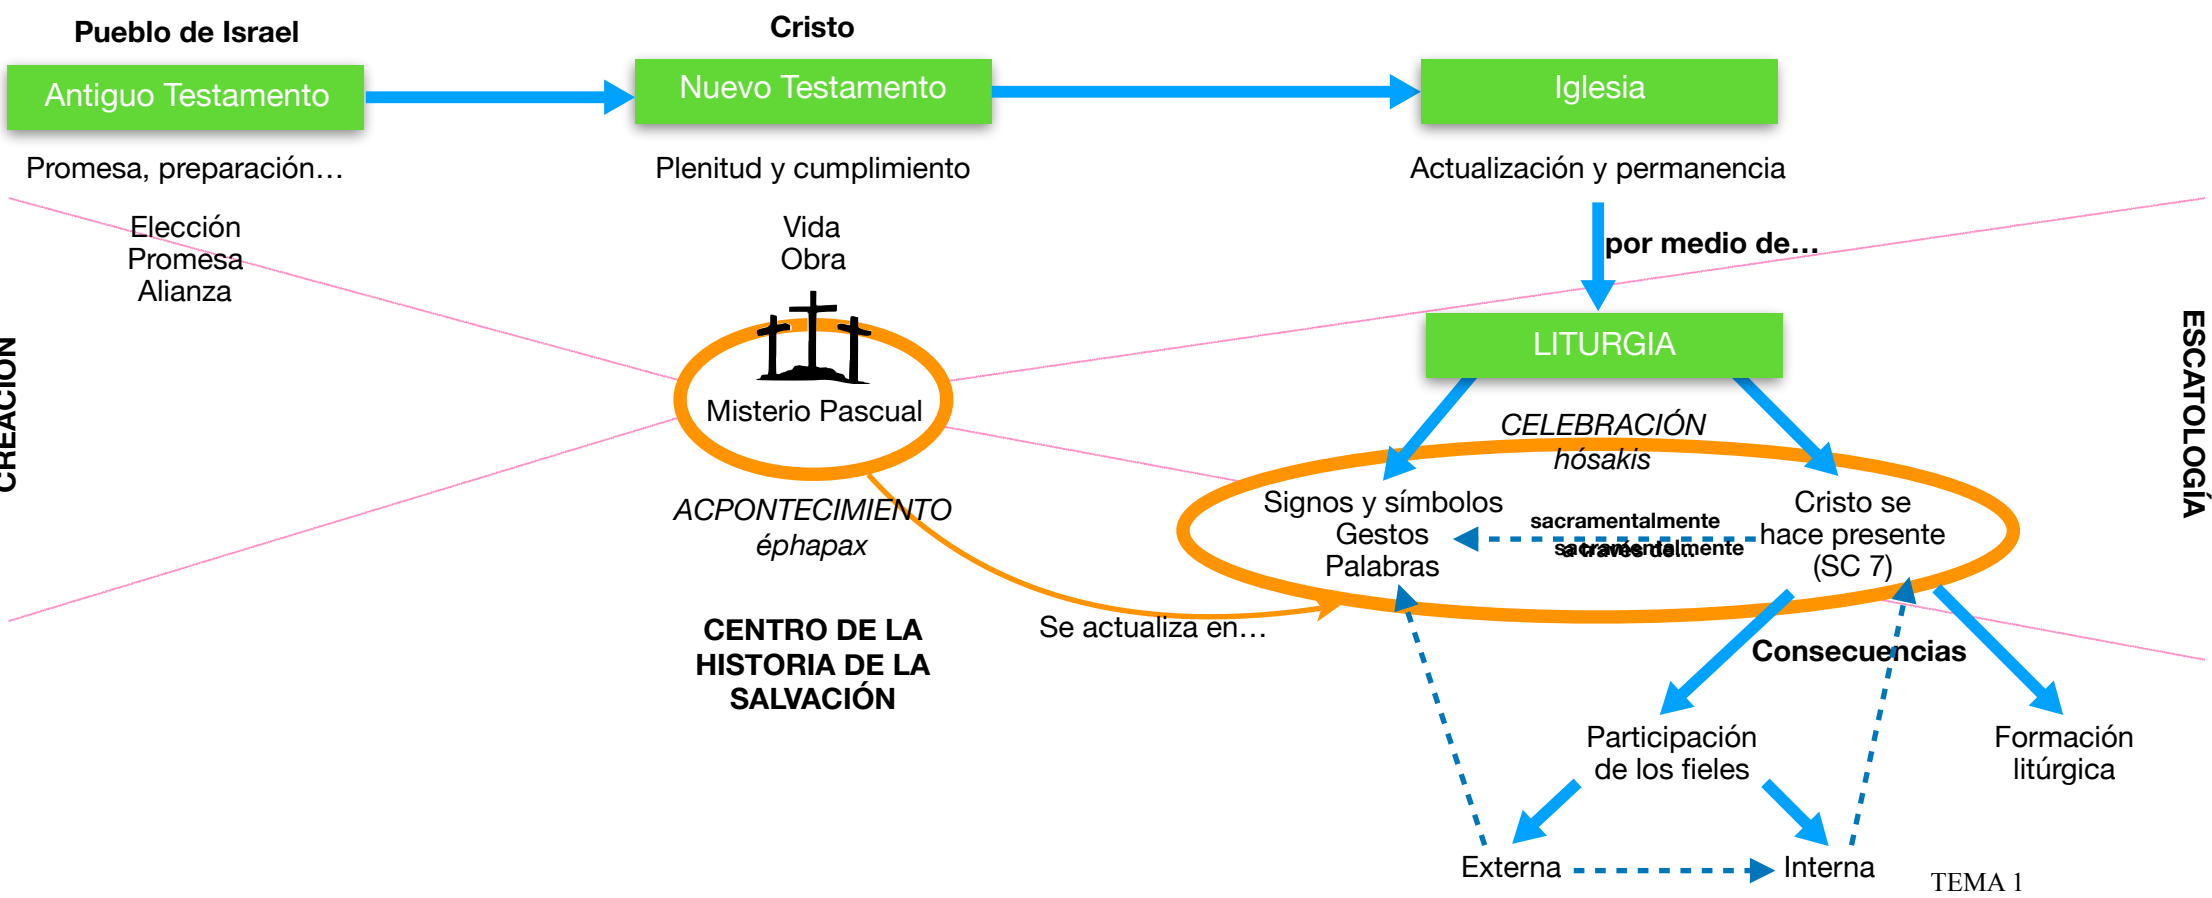 Pueblo de Israel
Cristo
Antiguo Testamento
Nuevo Testamento
Iglesia
Promesa, preparación…
Plenitud y cumplimiento
Actualización y permanencia
Elección
Promesa
Alianza
Vida
Obra
por medio de…
CREACIÓN
ESCATOLOGÍA
LITURGIA
Misterio Pascual
CELEBRACIÓN
hósakis
ACPONTECIMIENTO
éphapax
Signos y símbolos
Gestos
Palabras
sacramentalmente
a través de…
sacramentalmente
Cristo se
hace presente
(SC 7)
Se actualiza en…
CENTRO DE LA
HISTORIA DE LA
SALVACIÓN
Consecuencias
Participación
de los fieles
Formación
litúrgica
Externa
Interna
TEMA 1